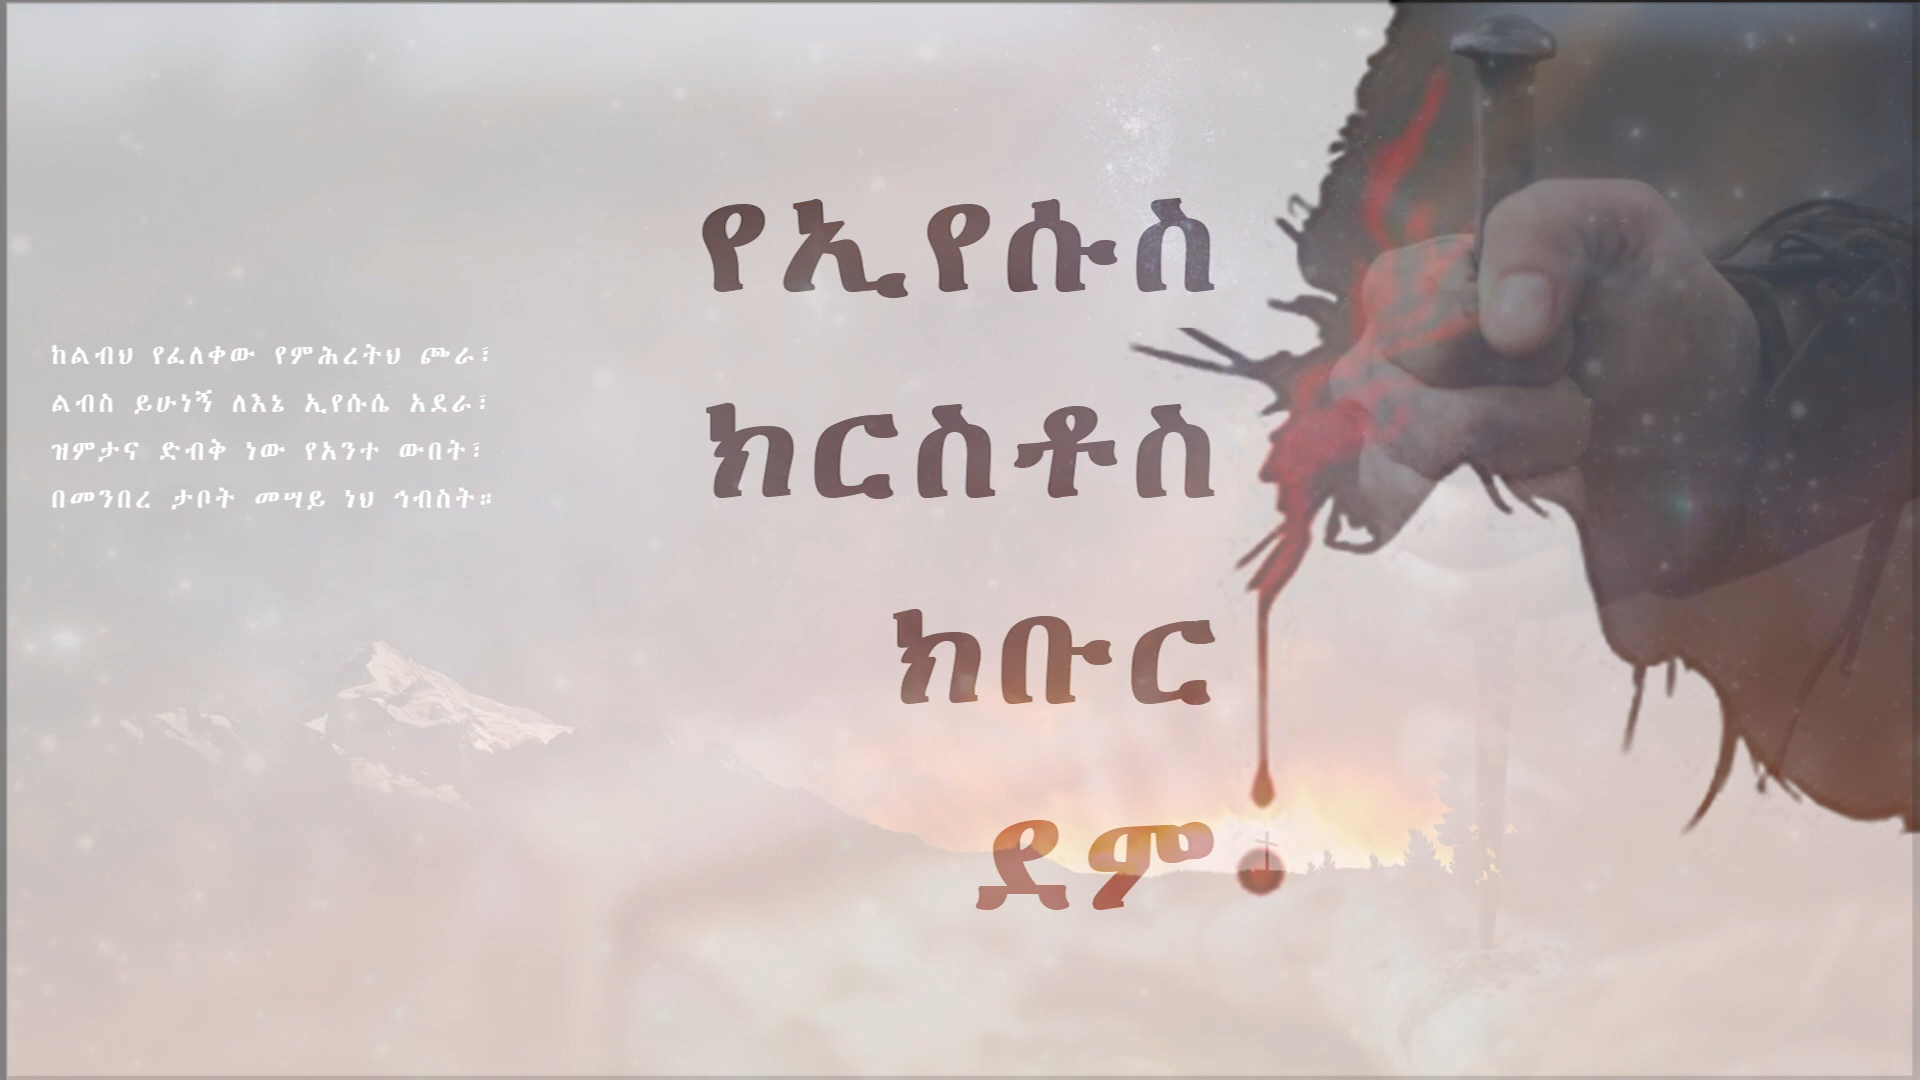 የኢየሱስ
ክርስቶስ
ክቡር
ደም
ከልብህ የፈለቀው የምሕረትህ ጮራ፣
ልብስ ይሁነኝ ለእኔ ኢየሱሴ አደራ፣
ዝምታና ድብቅ ነው የአንተ ውበት፣
በመንበረ ታቦት መሣይ ነህ ኅብስት።